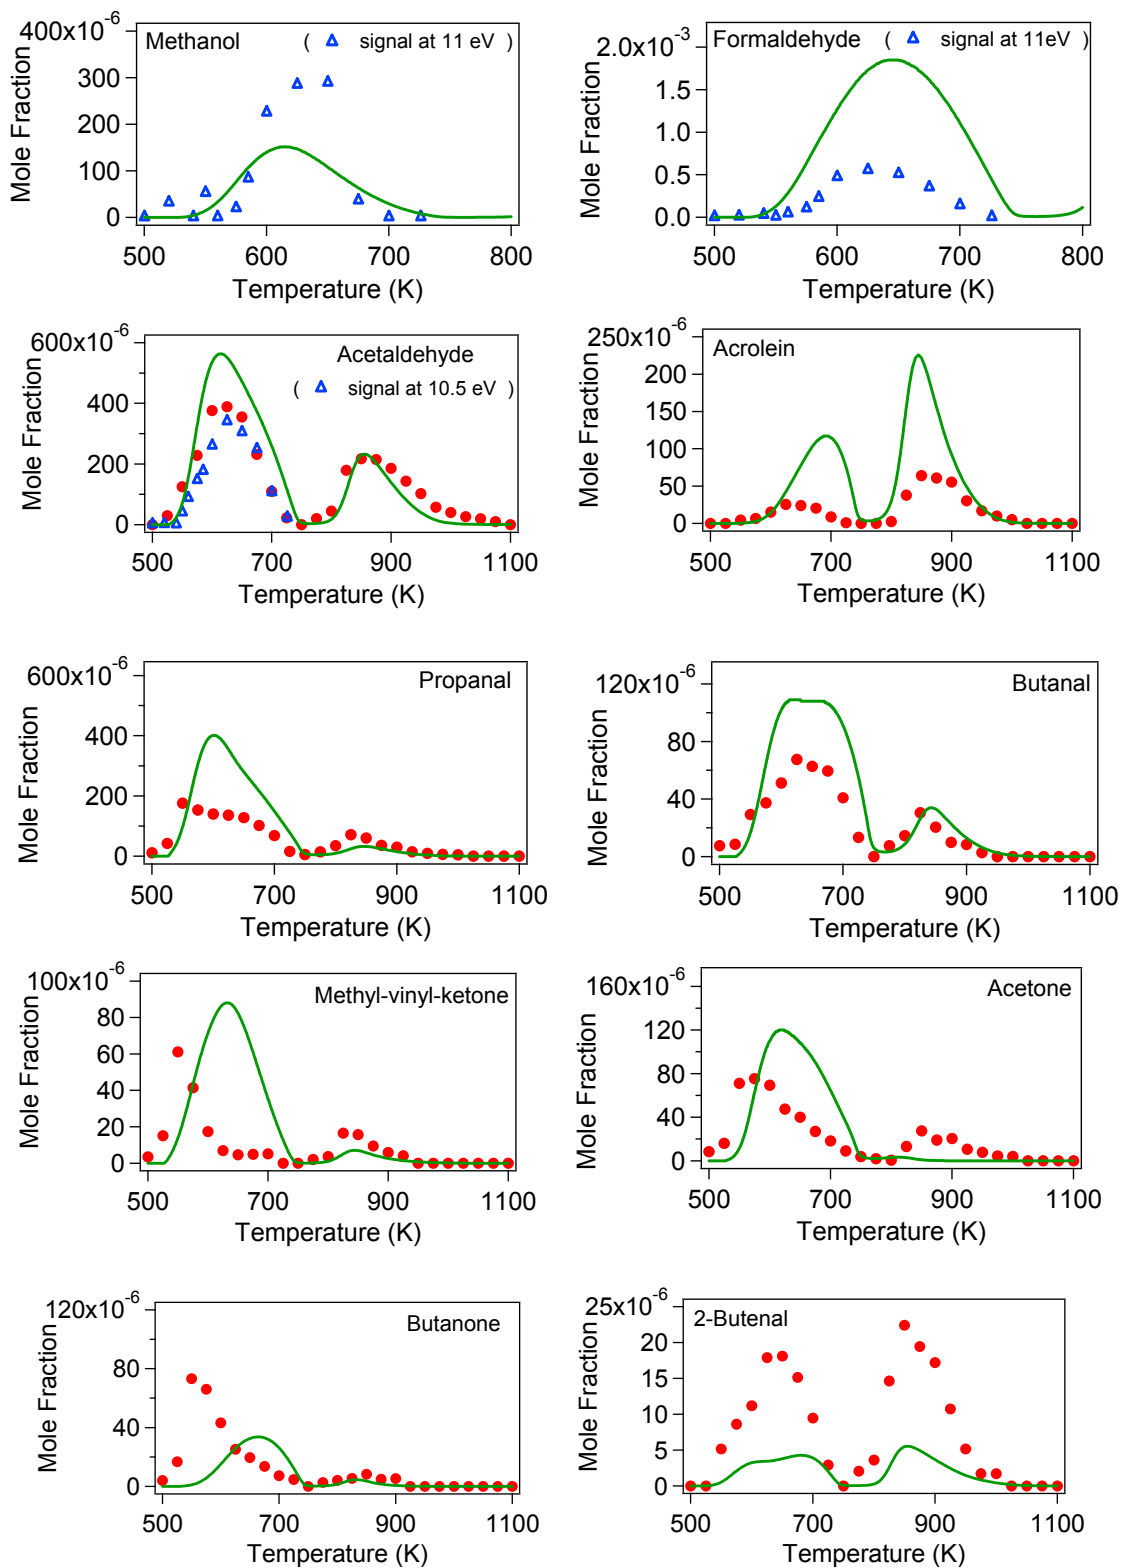 400x10-6
Methanol ( signal at 11 eV )
300
200
100
0
Mole Fraction
500 600 700 800
Temperature (K)
Formaldehyde ( signal at 11eV )
2.0x10-3
1.5
1.0
0.5
0.0
Mole Fraction
500 600 700 800
Temperature (K)
600x10-6
Acetaldehyde
( signal at 10.5 eV )
400
200
0
Mole Fraction
500 700 900 1100
Temperature (K)
250x10-6
Acrolein
200
150
100
50
0
Mole Fraction
500 700 900 1100
Temperature (K)
600x10-6
Propanal
400
200
0
Mole Fraction
500 700 900 1100
Temperature (K)
120x10-6
Butanal
80
40
0
Mole Fraction
500 700 900 1100
Temperature (K)
100x10-6
Methyl-vinyl-ketone
80
60
40
20
0
Mole Fraction
500 700 900 1100
Temperature (K)
160x10-6
Acetone
120
80
40
0
Mole Fraction
500 700 900 1100
Temperature (K)
120x10-6
Butanone
80
40
0
Mole Fraction
500 700 900 1100
Temperature (K)
25x10-6
2-Butenal
20
15
10
5
0
Mole Fraction
500 700 900 1100
Temperature (K)